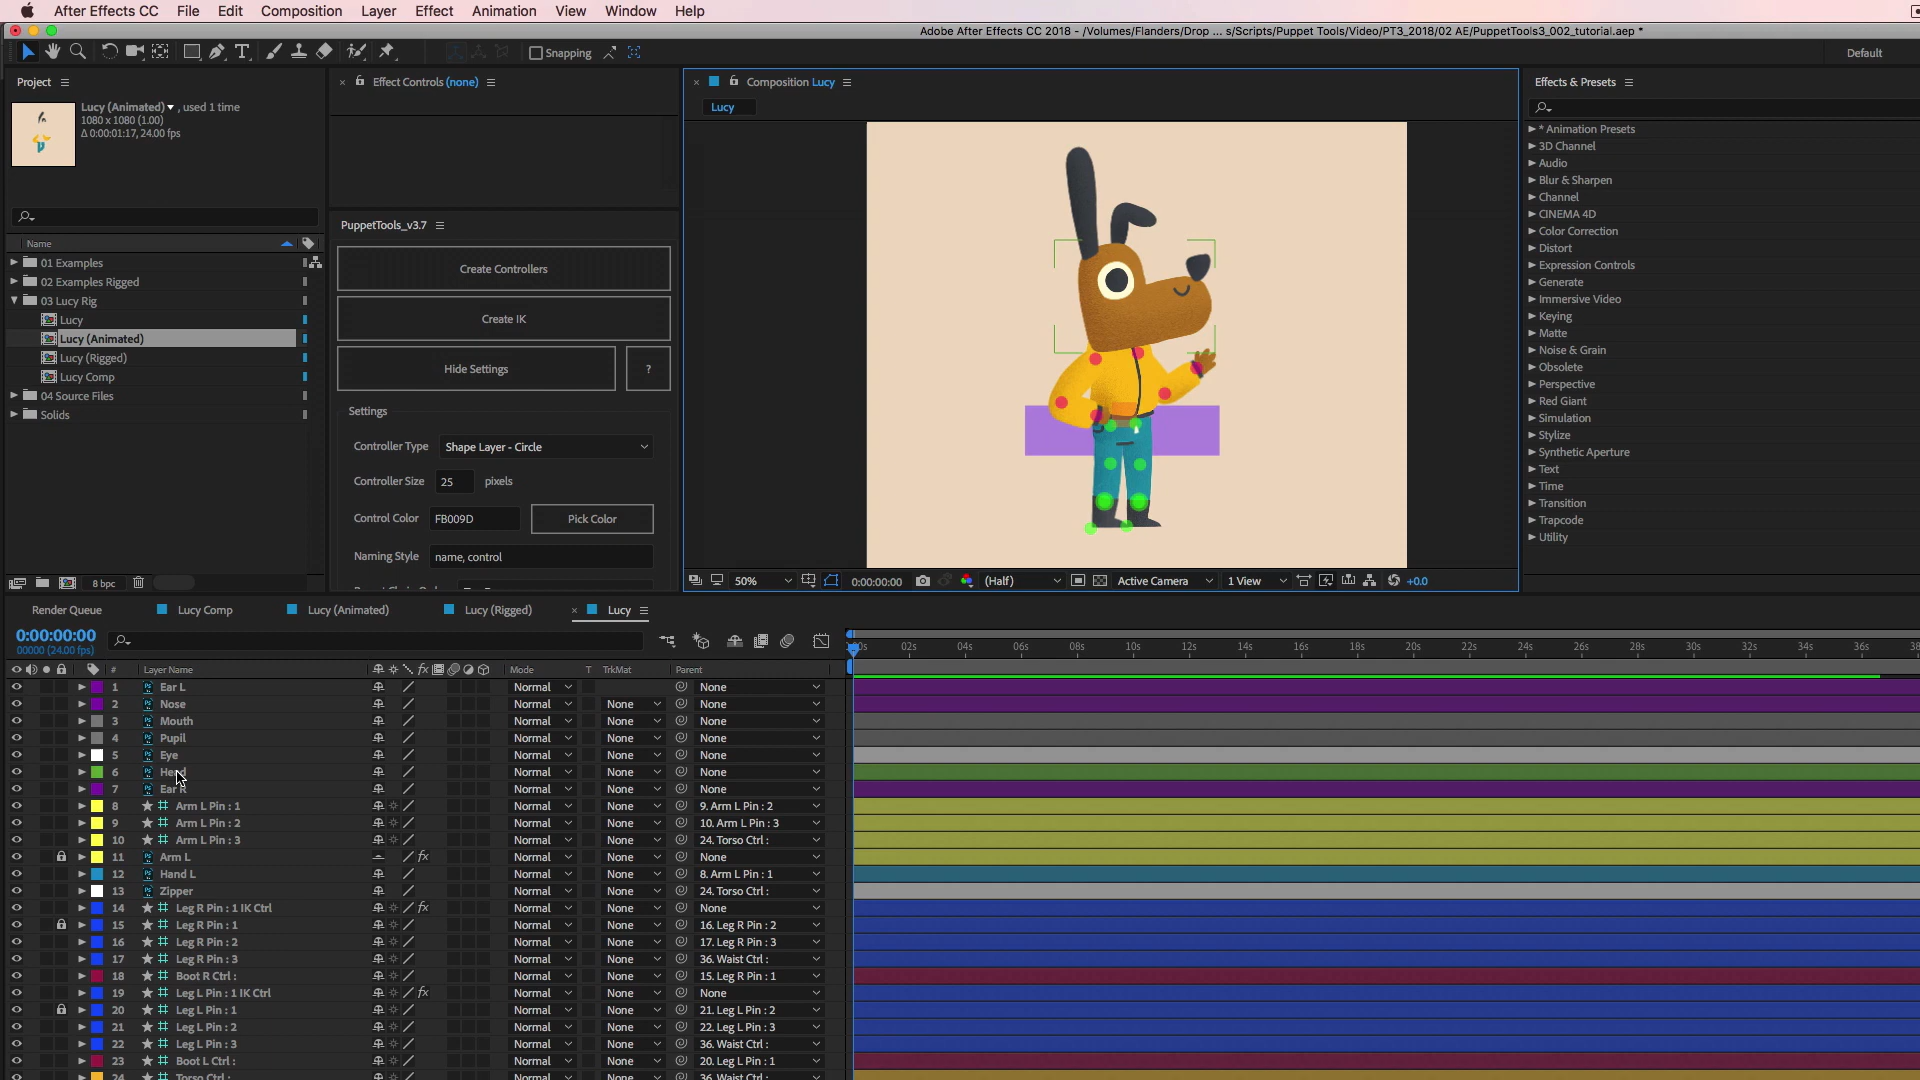 After Effects CC File Edit Composition Layer Effect Animation View Window Help
Adobe After Effects CC 2018 - /Volumes/Flanders/Drop ... s/Scripts/Puppet Tools/Video/PT3_2018/02 AE/PuppetTools3_002_tutorial.aep *
Snapping
Default
Project
Lucy (Animated) , used 1 time
1080 x 1080 (1.00)
Δ 0:00:01:17, 24.00 fps
Name
01 Examples
02 Examples Rigged
03 Lucy Rig
Lucy
Lucy (Animated)
Lucy (Rigged)
Lucy Comp
04 Source Files
Solids
8 bpc
Effect Controls (none)
PuppetTools_v3.7
Create Controllers
Create IK
Hide Settings ?
Settings
Controller Type Shape Layer - Circle
Controller Size 25 pixels
Control Color FB009D Pick Color
Naming Style name, control
Composition Lucy
Lucy
50% 0:00:00:00 (Half) Active Camera 1 View +0.0
Effects & Presets
* Animation Presets
3D Channel
Audio
Blur & Sharpen
Channel
CINEMA 4D
Color Correction
Distort
Expression Controls
Generate
Immersive Video
Keying
Matte
Noise & Grain
Obsolete
Perspective
Red Giant
Simulation
Stylize
Synthetic Aperture
Text
Time
Transition
Trapcode
Utility
Render Queue Lucy Comp Lucy (Animated) Lucy (Rigged) Lucy
0:00:00:00
00000 (24.00 fps)
02s 04s 06s 08s 10s 12s 14s 16s 18s 20s 22s 24s 26s 28s 30s 32s 34s 36s 38
# Layer Name fx Mode T TrkMat Parent
1 Ear L Normal None
2 Nose Normal None None
3 Mouth Normal None None
4 Pupil Normal None None
5 Eye Normal None None
6 Head Normal None None
7 Ear R Normal None None
8 Arm L Pin : 1 Normal None 9. Arm L Pin : 2
9 Arm L Pin : 2 Normal None 10. Arm L Pin : 3
10 Arm L Pin : 3 Normal None 24. Torso Ctrl :
11 Arm L fx Normal None None
12 Hand L Normal None 8. Arm L Pin : 1
13 Zipper Normal None 24. Torso Ctrl :
14 Leg R Pin : 1 IK Ctrl fx Normal None None
15 Leg R Pin : 1 Normal None 16. Leg R Pin : 2
16 Leg R Pin : 2 Normal None 17. Leg R Pin : 3
17 Leg R Pin : 3 Normal None 36. Waist Ctrl :
18 Boot R Ctrl : Normal None 15. Leg R Pin : 1
19 Leg L Pin : 1 IK Ctrl fx Normal None None
20 Leg L Pin : 1 Normal None 21. Leg L Pin : 2
21 Leg L Pin : 2 Normal None 22. Leg L Pin : 3
22 Leg L Pin : 3 Normal None 36. Waist Ctrl :
23 Boot L Ctrl : Normal None 20. Leg L Pin : 1
24 Torso Ctrl : Normal None 36. Waist Ctrl :